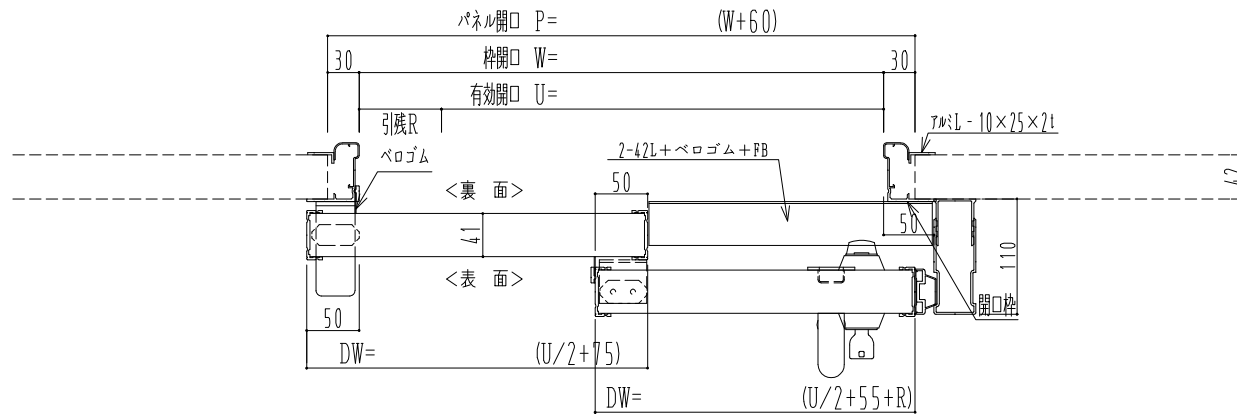 パネル開口 P= (W+60)
30 枠開口 W= 30
有効開口 U=
引残R
ベロゴム
アルミL-10×25×2t
2-42L+ベロゴム+FB
<裏 面>
50
50
42
41
110
<表 面>
開口枠
50
DW= (U/2+75)
DW= (U/2+55+R)